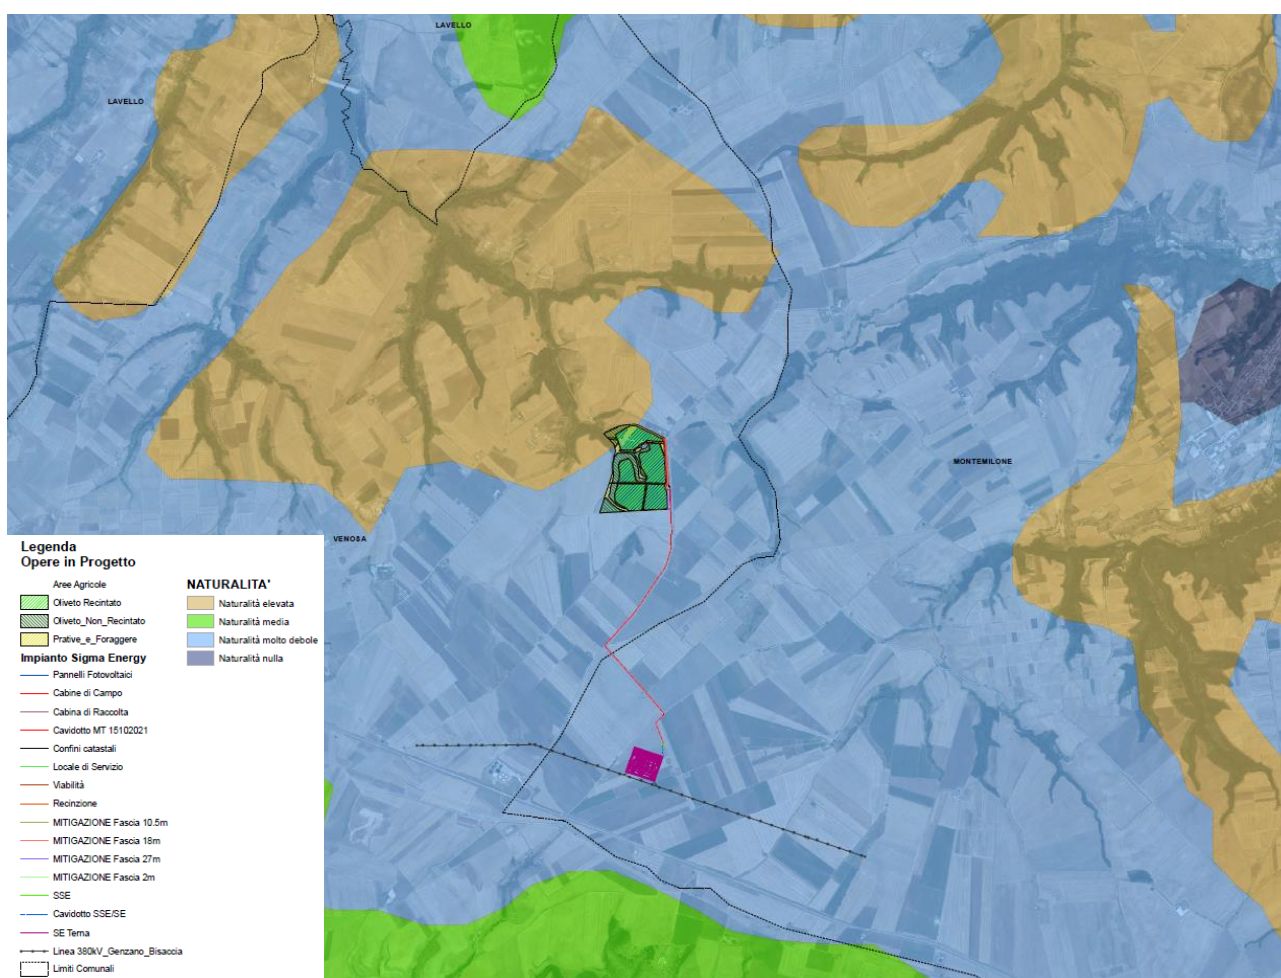 LAVELLO
LAVELLO
MONTEMILONE
VENOSA
Legenda
Opere in Progetto
Aree Agricole
Oliveto Recintato
Oliveto_Non_Recintato
Prative_e_Foraggere
Impianto Sigma Energy
Pannelli Fotovoltaici
Cabine di Campo
Cabina di Raccolta
Cavidotto MT 15102021
Confini catastali
Locale di Servizio
Viabilità
Recinzione
MITIGAZIONE Fascia 10.5m
MITIGAZIONE Fascia 18m
MITIGAZIONE Fascia 27m
MITIGAZIONE Fascia 2m
SSE
Cavidotto SSE/SE
SE Terna
Linea 380kV_Genzano_Bisaccia
Limiti Comunali
NATURALITA'
Naturalità elevata
Naturalità media
Naturalità molto debole
Naturalità nulla